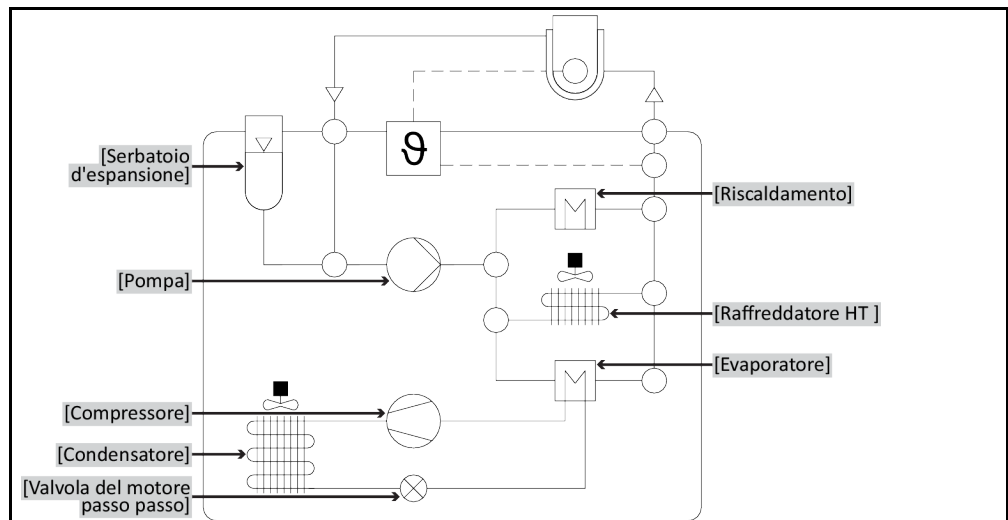 [Serbatoio
d'espansione]
ϑ
[Riscaldamento]
[Pompa]
[Raffreddatore HT ]
[Evaporatore]
[Compressore]
[Condensatore]
[Valvola del motore
passo passo]